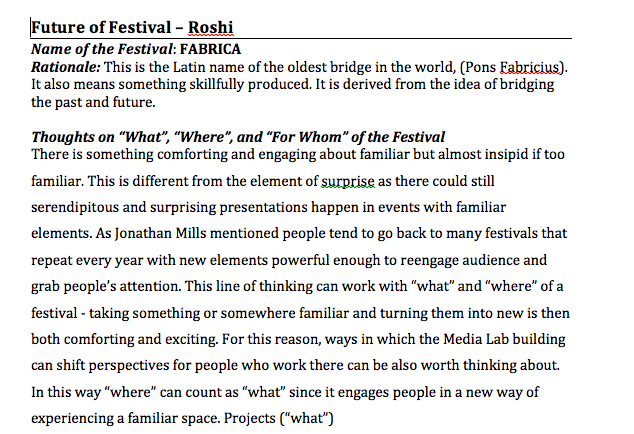 Future of Festival – Roshi
Name of the Festival: FABRICA
Rationale: This is the Latin name of the oldest bridge in the world, (Pons Fabricius).
It also means something skillfully produced. It is derived from the idea of bridging
the past and future.
Thoughts on “What”, “Where”, and “For Whom” of the Festival
There is something comforting and engaging about familiar but almost insipid if too
familiar. This is different from the element of surprise as there could still
serendipitous and surprising presentations happen in events with familiar
elements. As Jonathan Mills mentioned people tend to go back to many festivals that
repeat every year with new elements powerful enough to reengage audience and
grab people’s attention. This line of thinking can work with “what” and “where” of a
festival - taking something or somewhere familiar and turning them into new is then
both comforting and exciting. For this reason, ways in which the Media Lab building
can shift perspectives for people who work there can be also worth thinking about.
In this way “where” can count as “what” since it engages people in a new way of
experiencing a familiar space. Projects (“what”)